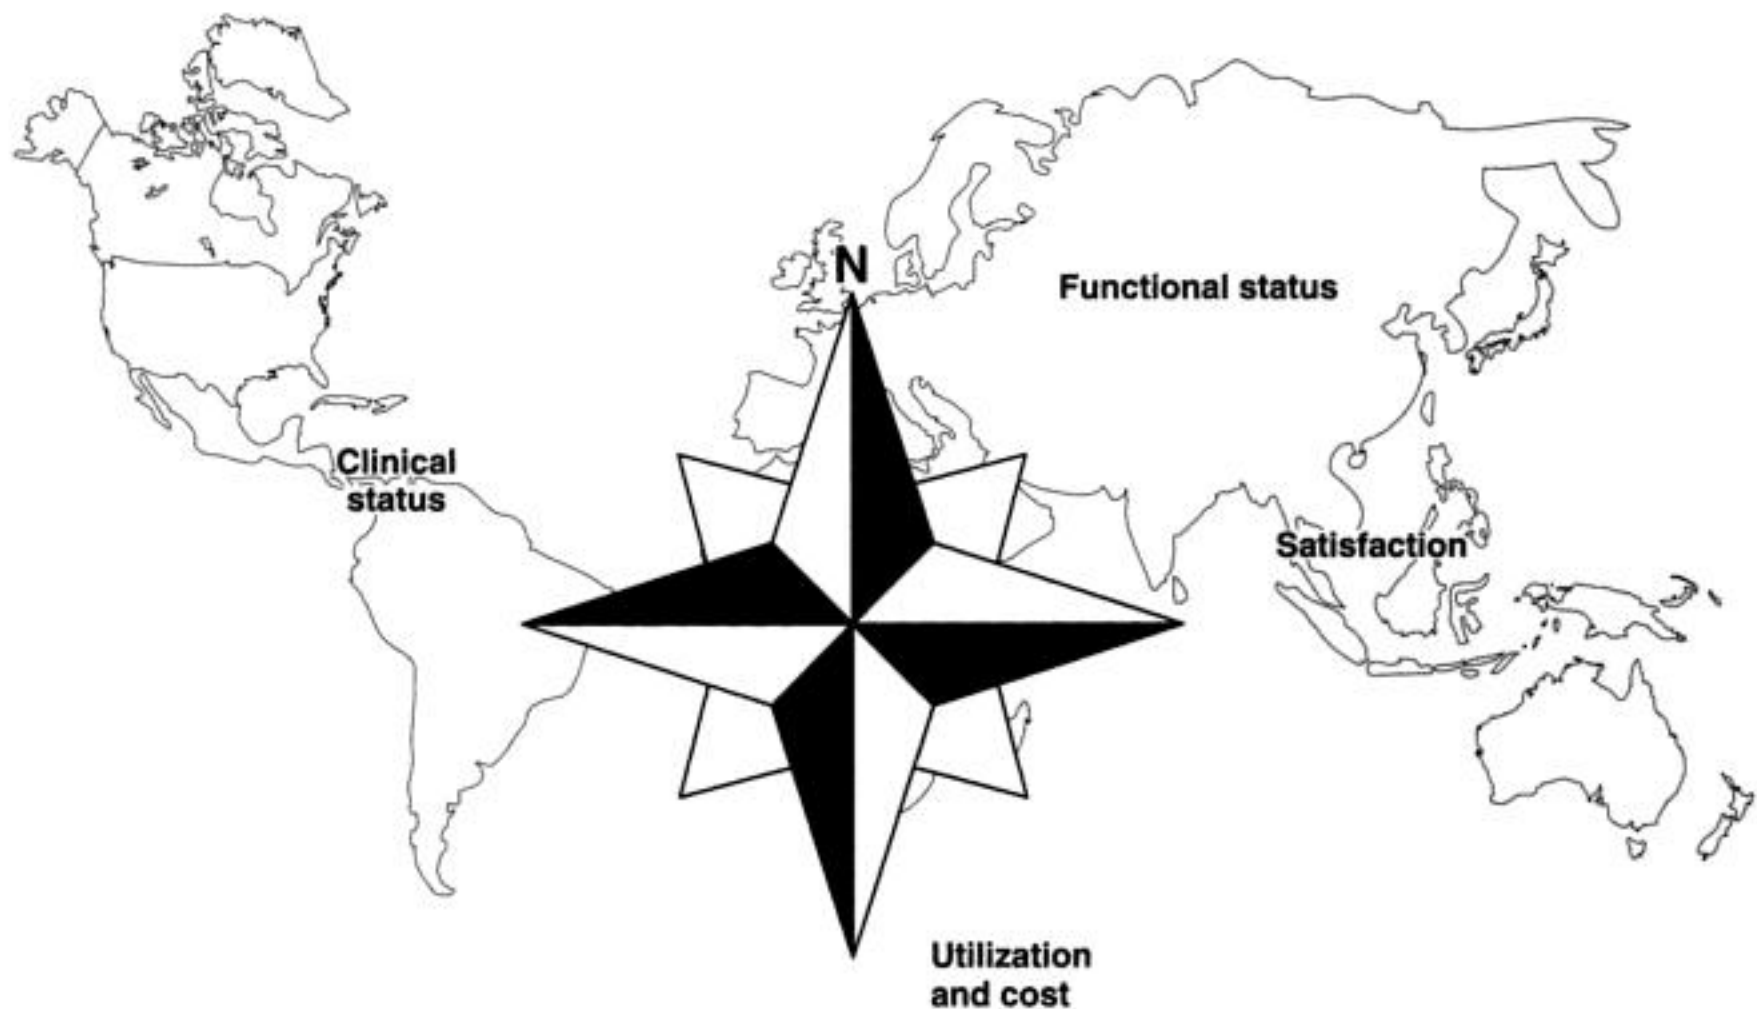 N
Functional status
Clinical
status
Satisfaction
Utilization
and cost